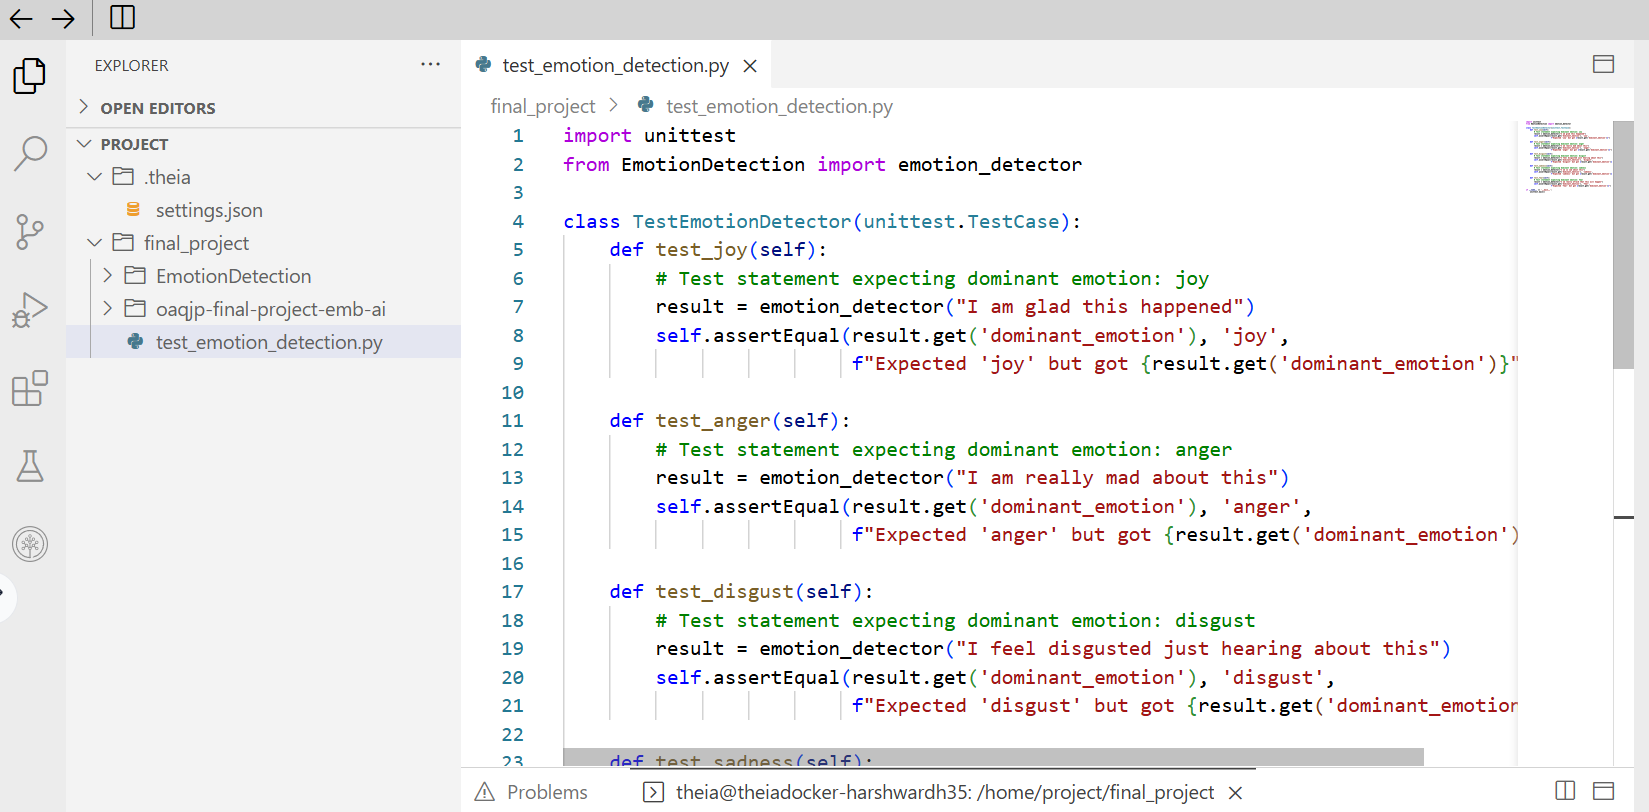 EXPLORER
OPEN EDITORS
PROJECT
.theia
settings.json
final_project
EmotionDetection
oaqjp-final-project-emb-ai
test_emotion_detection.py
test_emotion_detection.py
final_project > test_emotion_detection.py
1 import unittest
2 from EmotionDetection import emotion_detector
3
4 class TestEmotionDetector(unittest.TestCase):
5     def test_joy(self):
6         # Test statement expecting dominant emotion: joy
7         result = emotion_detector("I am glad this happened")
8         self.assertEqual(result.get('dominant_emotion'), 'joy',
9                          f"Expected 'joy' but got {result.get('dominant_emotion')}"
10
11     def test_anger(self):
12         # Test statement expecting dominant emotion: anger
13         result = emotion_detector("I am really mad about this")
14         self.assertEqual(result.get('dominant_emotion'), 'anger',
15                          f"Expected 'anger' but got {result.get('dominant_emotion')
16
17     def test_disgust(self):
18         # Test statement expecting dominant emotion: disgust
19         result = emotion_detector("I feel disgusted just hearing about this")
20         self.assertEqual(result.get('dominant_emotion'), 'disgust',
21                          f"Expected 'disgust' but got {result.get('dominant_emotion
22
23     def test_sadness(self):
Problems
theia@theiadocker-harshwardh35: /home/project/final_project